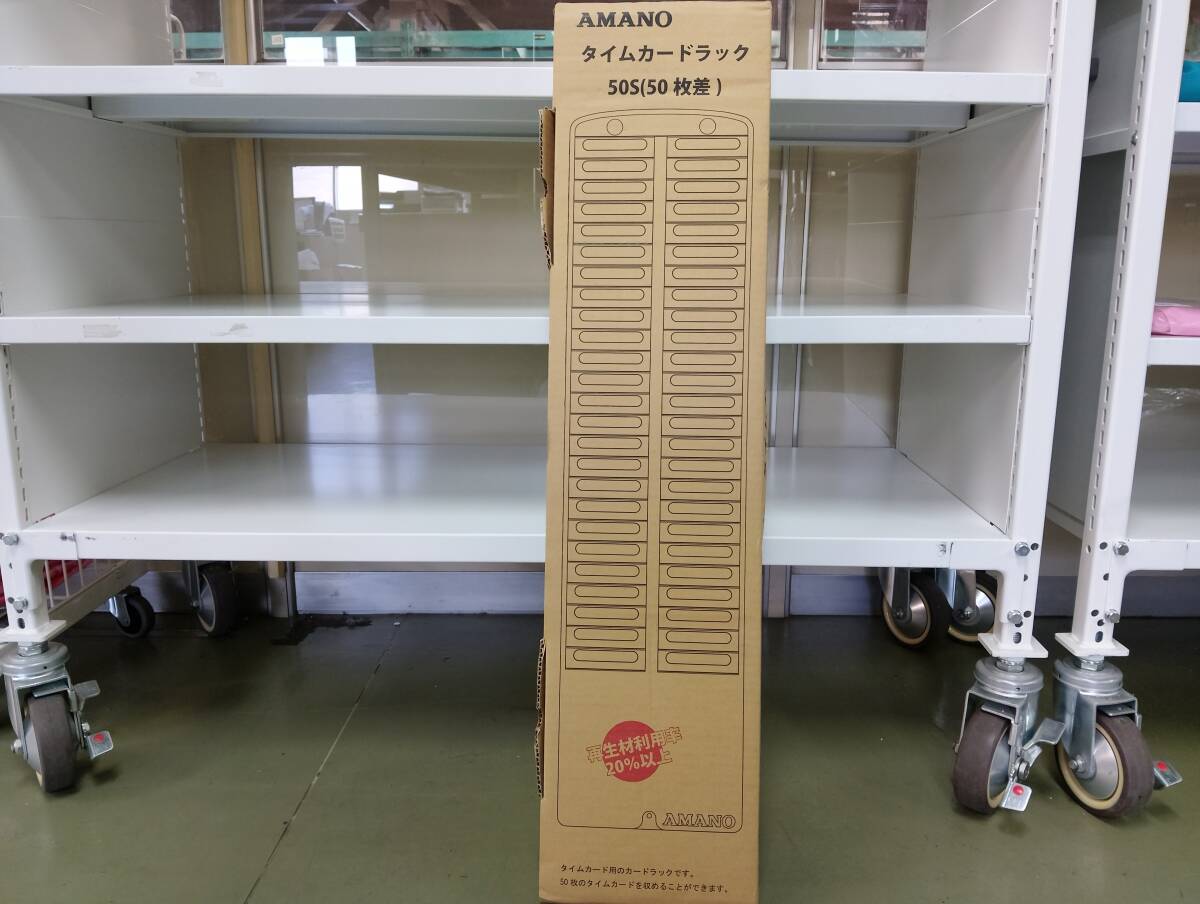 AMANO
タイムカードラック
50S(50枚差)
再生材利用率
20%以上
AMANO
タイムカード用のカードラックです。
50枚のタイムカードを収めることができます。